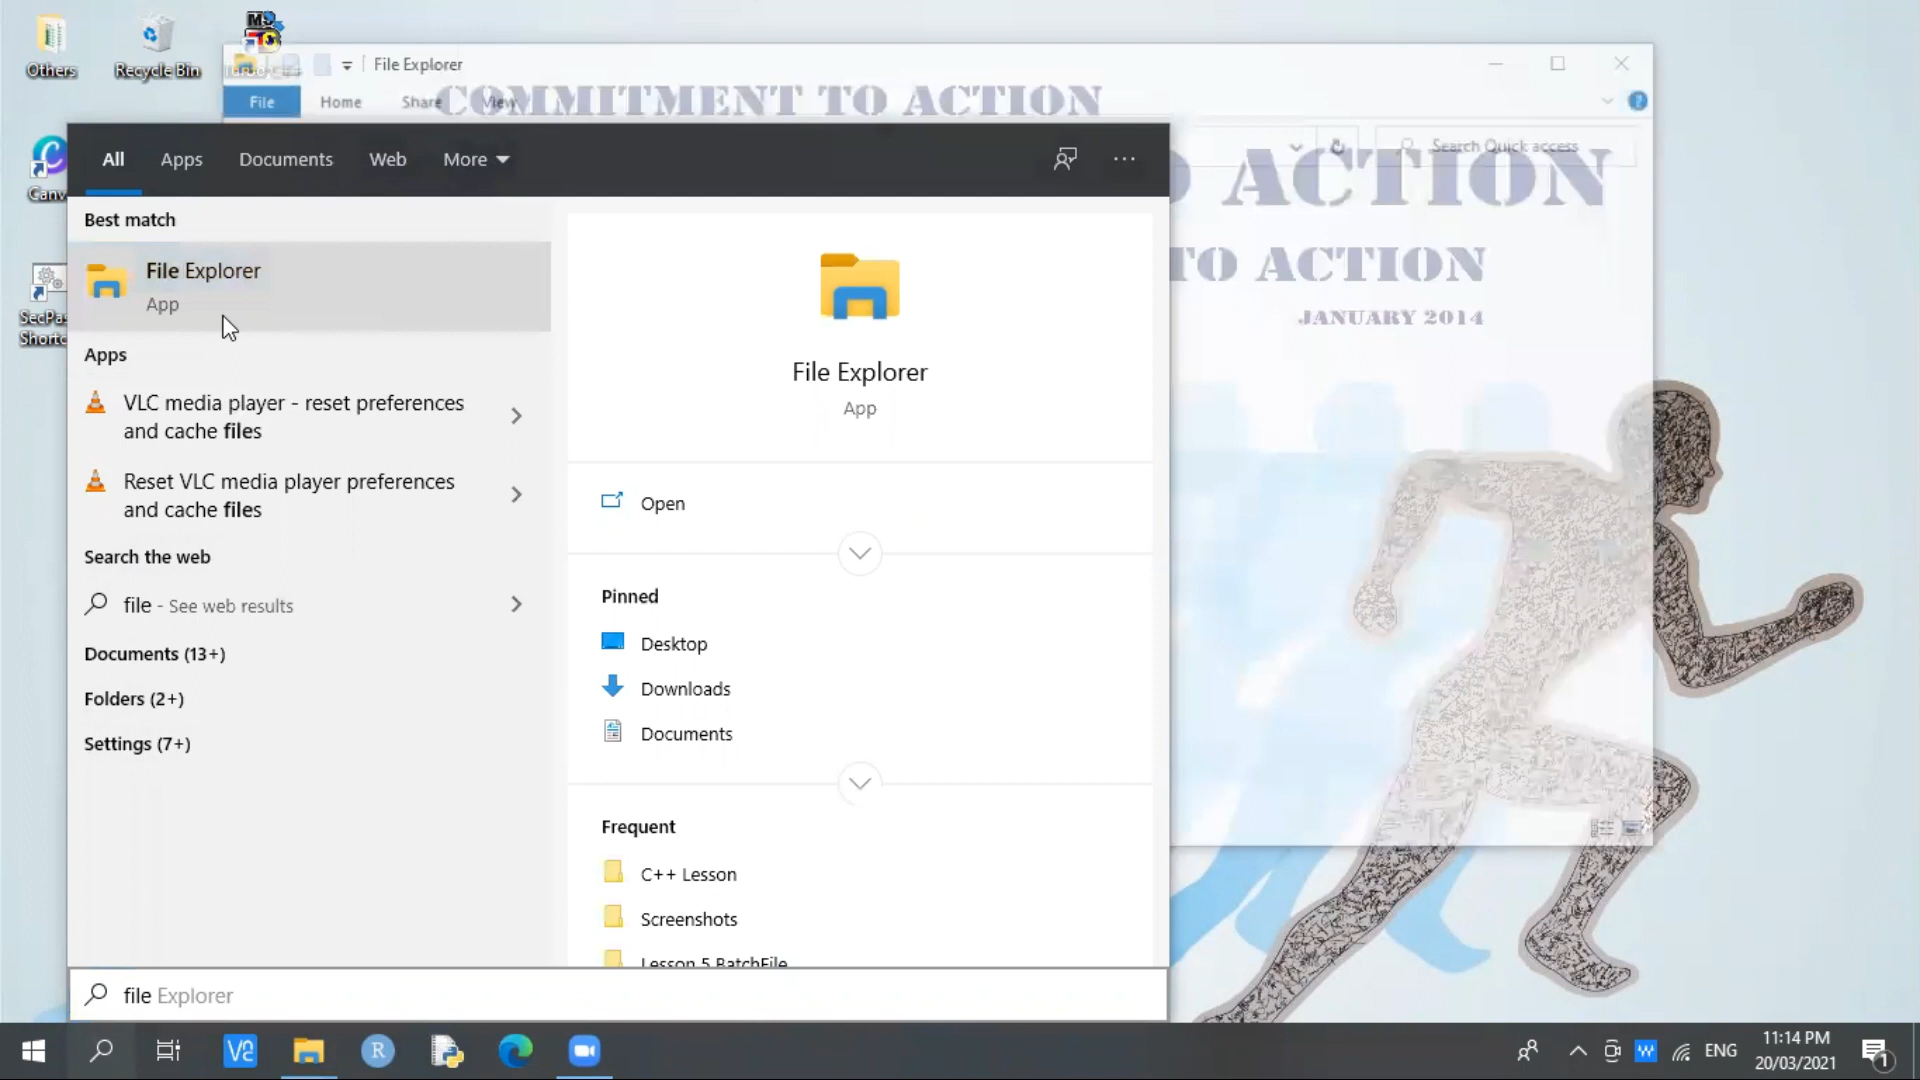 Others
Recycle Bin
File Explorer
File
Home
Share
View
COMMITMENT TO ACTION
All
Apps
Documents
Web
More
Search Quick access
O ACTION
Canv
Best match
File Explorer
App
TO ACTION
JANUARY 2014
SecPas
Shortc
Apps
VLC media player - reset preferences
and cache files
Reset VLC media player preferences
and cache files
Search the web
file - See web results
Documents (13+)
Folders (2+)
Settings (7+)
File Explorer
App
Open
Pinned
Desktop
Downloads
Documents
Frequent
C++ Lesson
Screenshots
Lesson 5 BatchFile
file Explorer
ENG
11:14 PM
20/03/2021
1